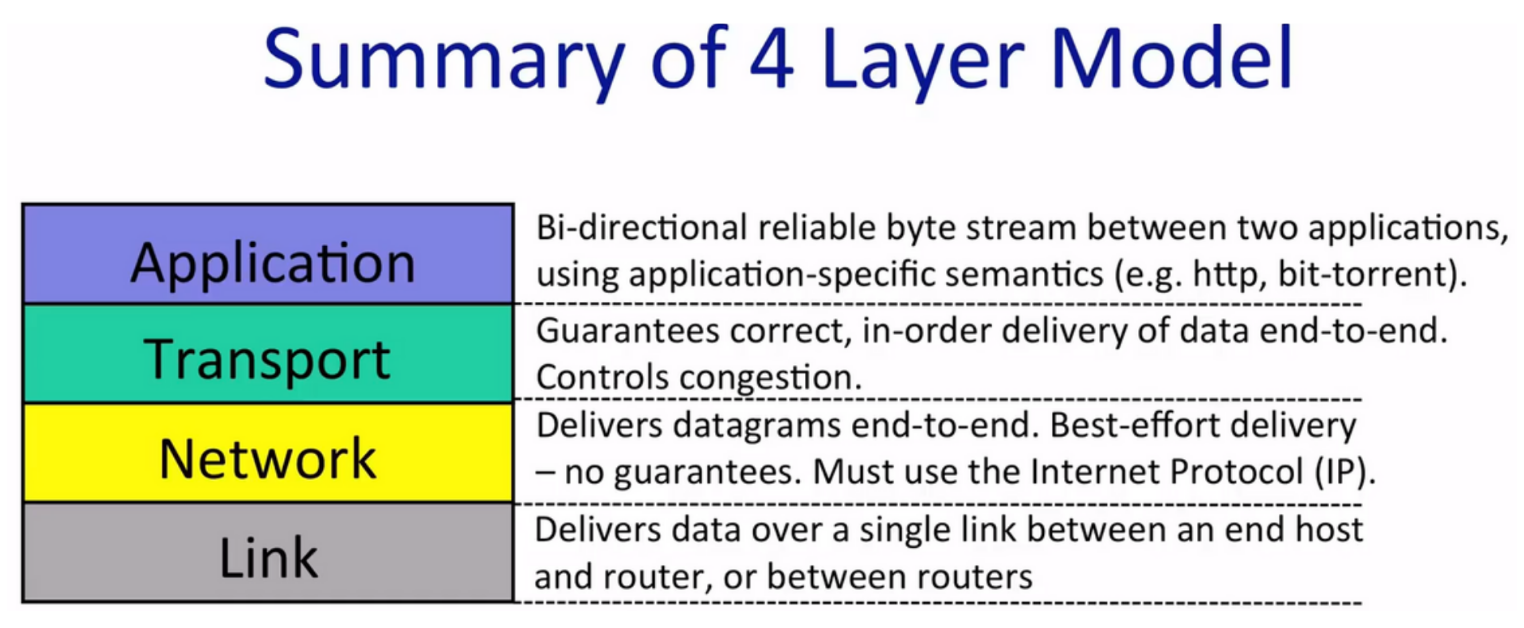 Summary of 4 Layer Model
Application
Bi-directional reliable byte stream between two applications,
using application-specific semantics (e.g. http, bit-torrent).
Transport
Guarantees correct, in-order delivery of data end-to-end.
Controls congestion.
Network
Delivers datagrams end-to-end. Best-effort delivery
– no guarantees. Must use the Internet Protocol (IP).
Link
Delivers data over a single link between an end host
and router, or between routers